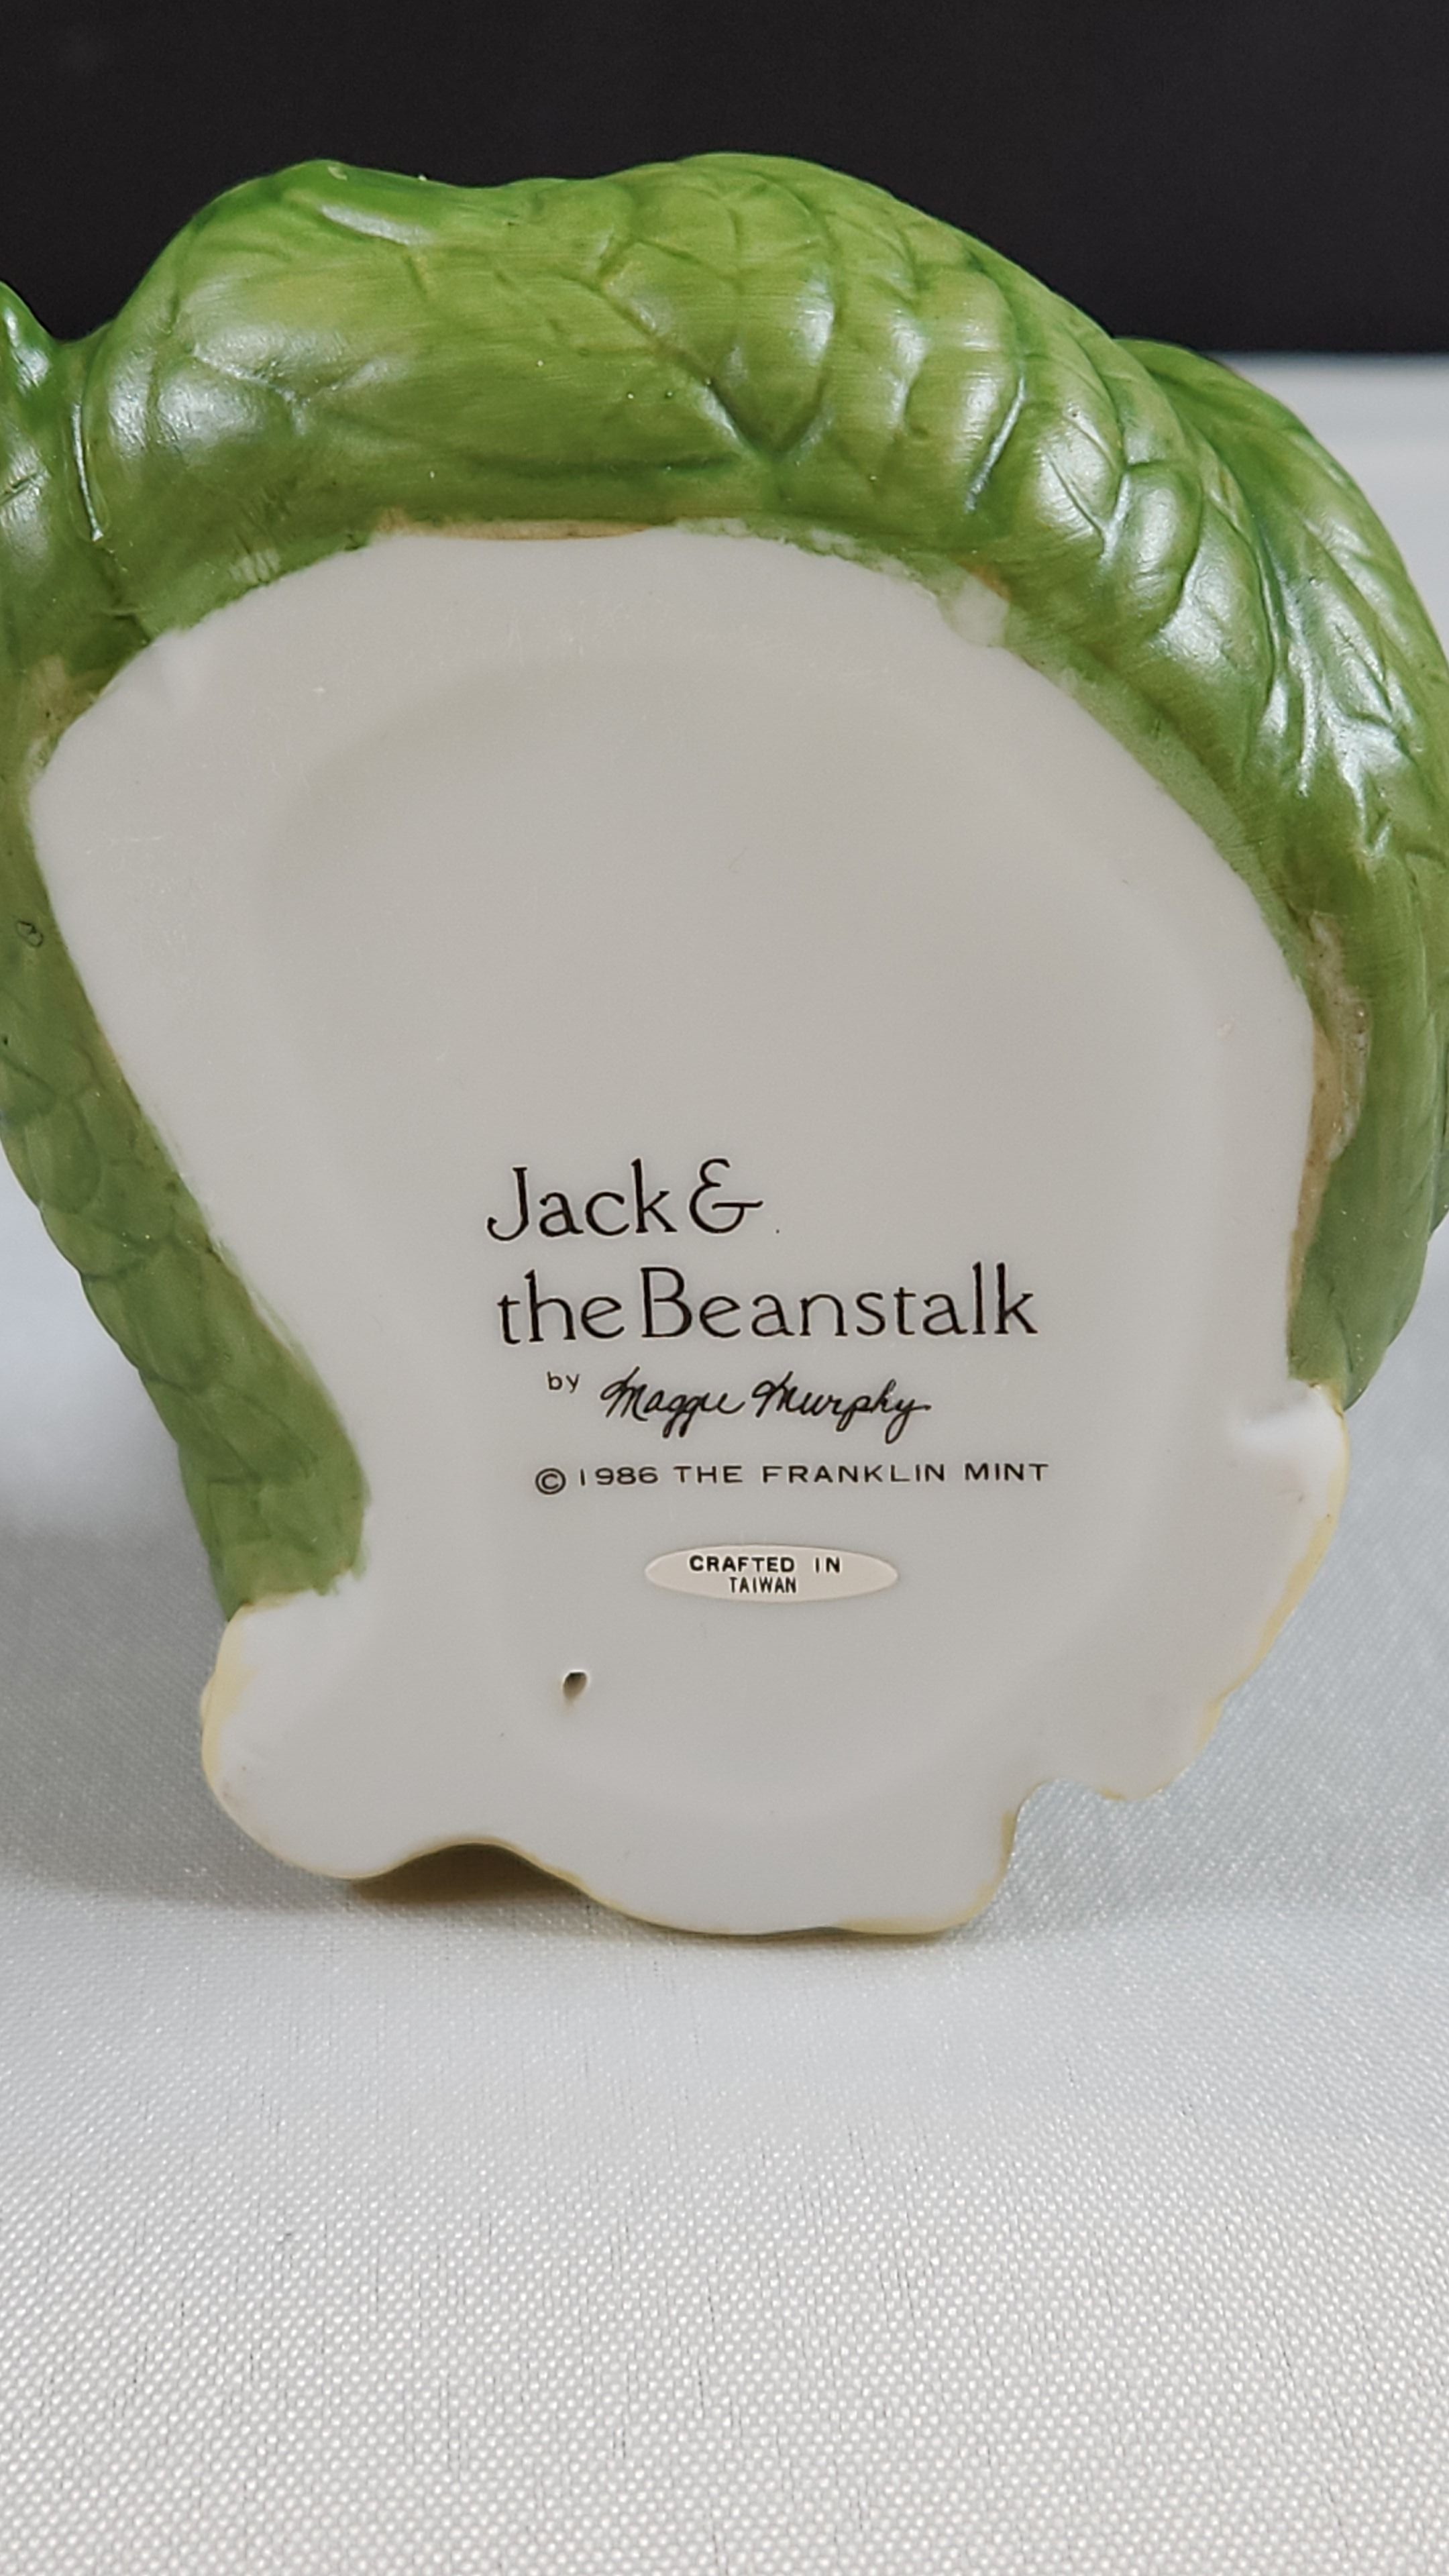 Jack &
the Beanstalk
by Maggie Murphy
© 1986 THE FRANKLIN MINT
CRAFTED IN
TAIWAN